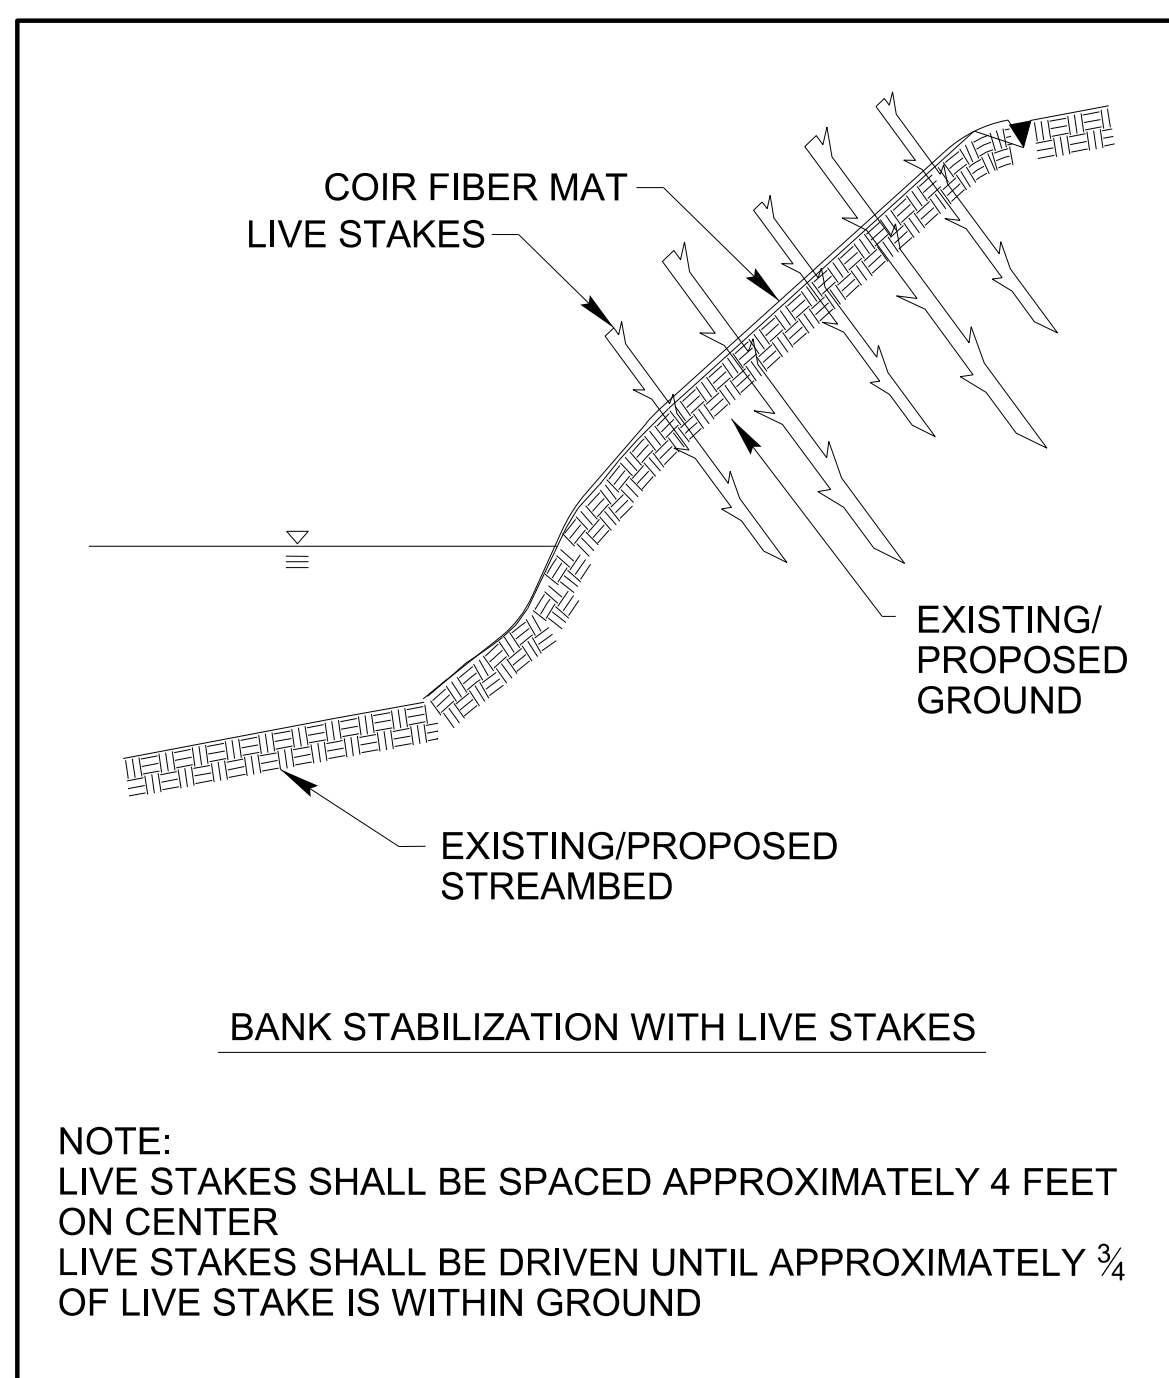 COIR FIBER MAT
LIVE STAKES
EXISTING/
PROPOSED
GROUND
EXISTING/PROPOSED
STREAMBED
BANK STABILIZATION WITH LIVE STAKES
NOTE:
LIVE STAKES SHALL BE SPACED APPROXIMATELY 4 FEET
ON CENTER
LIVE STAKES SHALL BE DRIVEN UNTIL APPROXIMATELY ¾
OF LIVE STAKE IS WITHIN GROUND